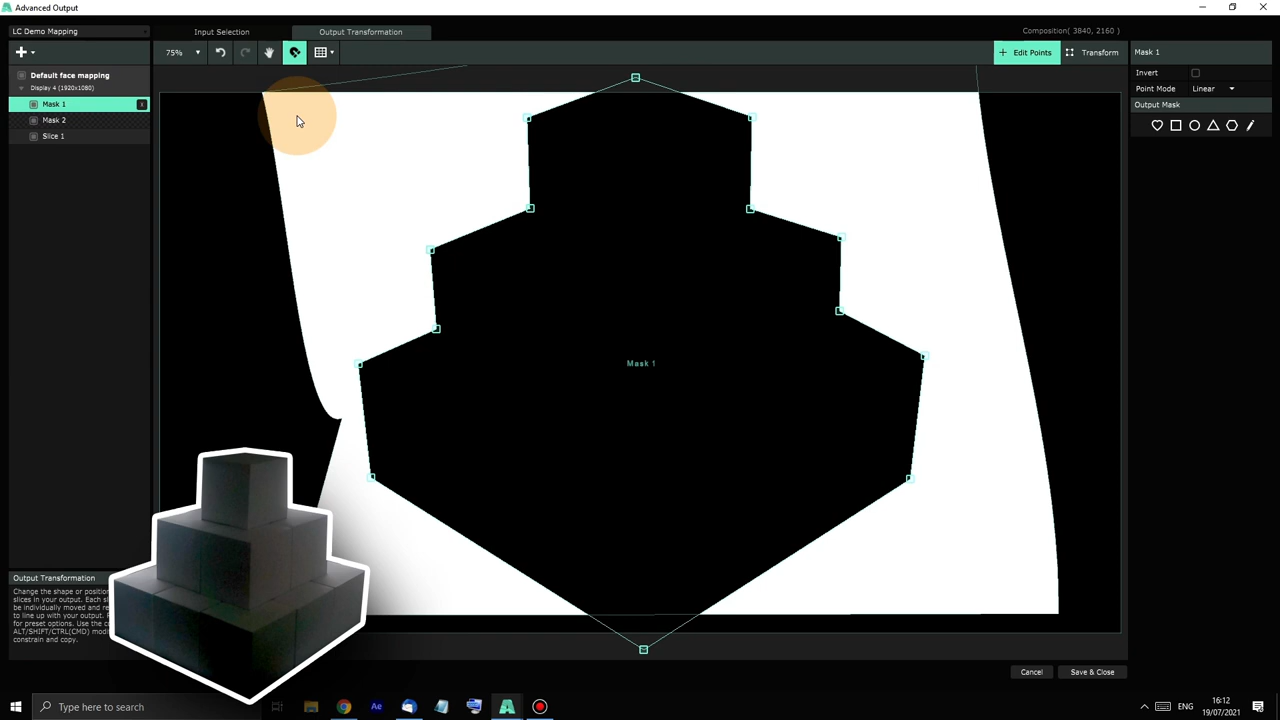 Advanced Output
LC Demo Mapping
Input Selection
Output Transformation
Composition( 3840, 2160 )
75%
Edit Points
Transform
Mask 1
Default face mapping
Display 4 (1920x1080)
Invert
Point Mode
Linear
Mask 1
Output Mask
Mask 2
Slice 1
Mask 1
Output Transformation
Change the shape or position
slices in your output. Each
be individually moved and
to line up with your output.
for preset options. Use the
ALT/SHIFT/CTRL(CMD)
constrain and copy.
Cancel
Save & Close
Type here to search
Ae
ENG
16:12
19/07/2021